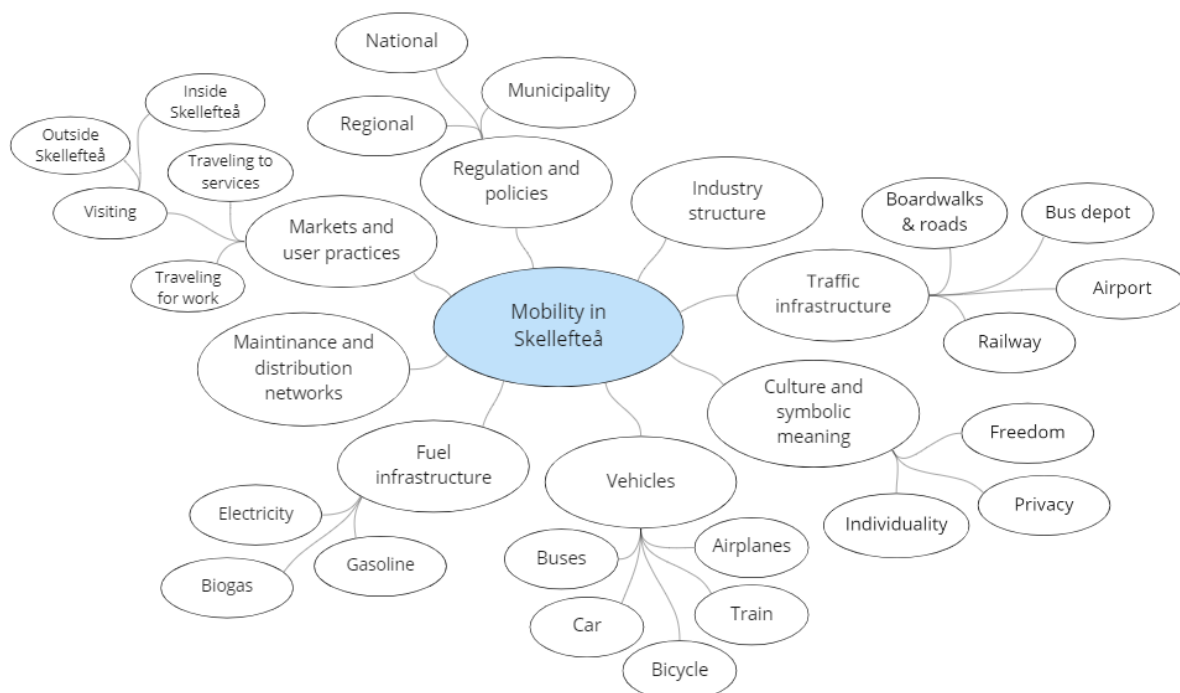 National
Municipality
Regional
Regulation and
policies
Inside
Skellefteå
Outside
Skellefteå
Traveling to
services
Visiting
Markets and
user practices
Traveling
for work
Industry
structure
Boardwalks
& roads
Bus depot
Traffic
infrastructure
Airport
Railway
Mobility in
Skellefteå
Maintinance and
distribution
networks
Culture and
symbolic
meaning
Freedom
Privacy
Individuality
Fuel
infrastructure
Electricity
Biogas
Gasoline
Vehicles
Buses
Airplanes
Car
Train
Bicycle